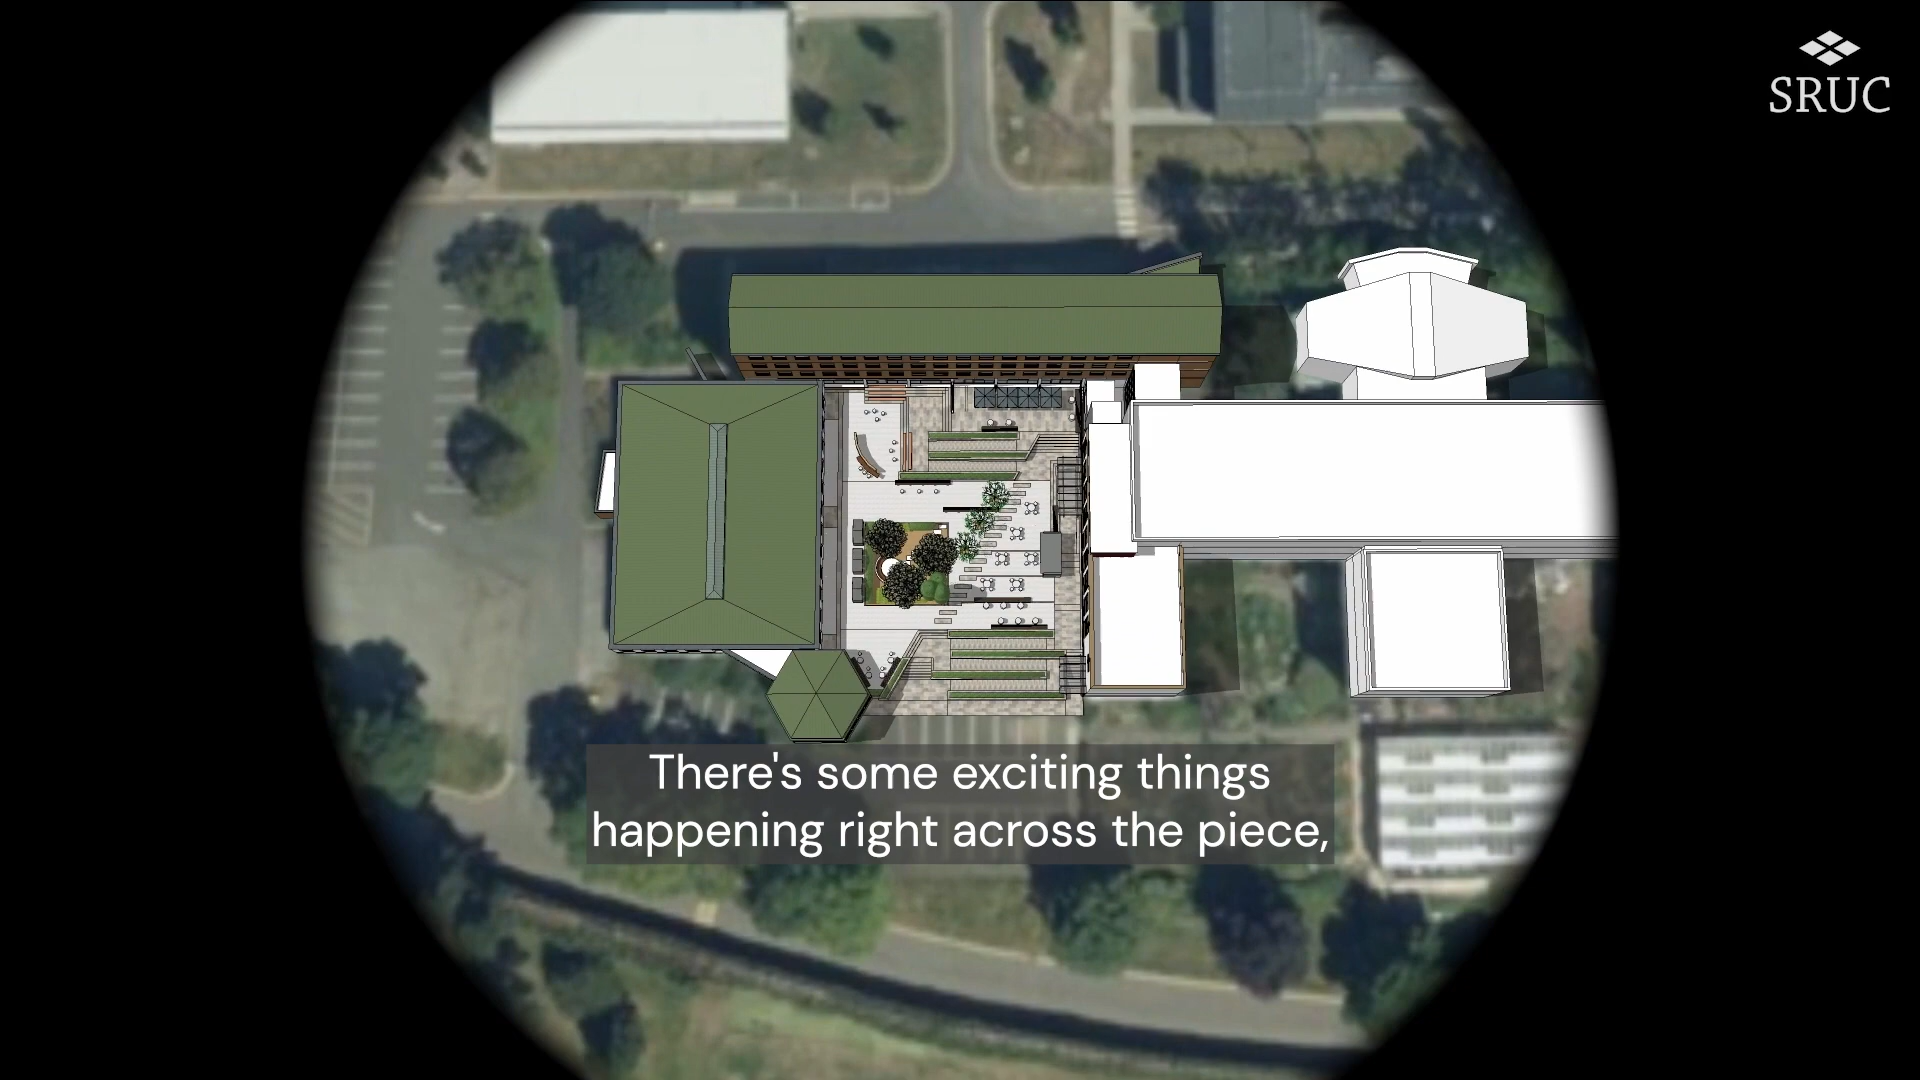 SRUC
There's some exciting things
happening right across the piece,